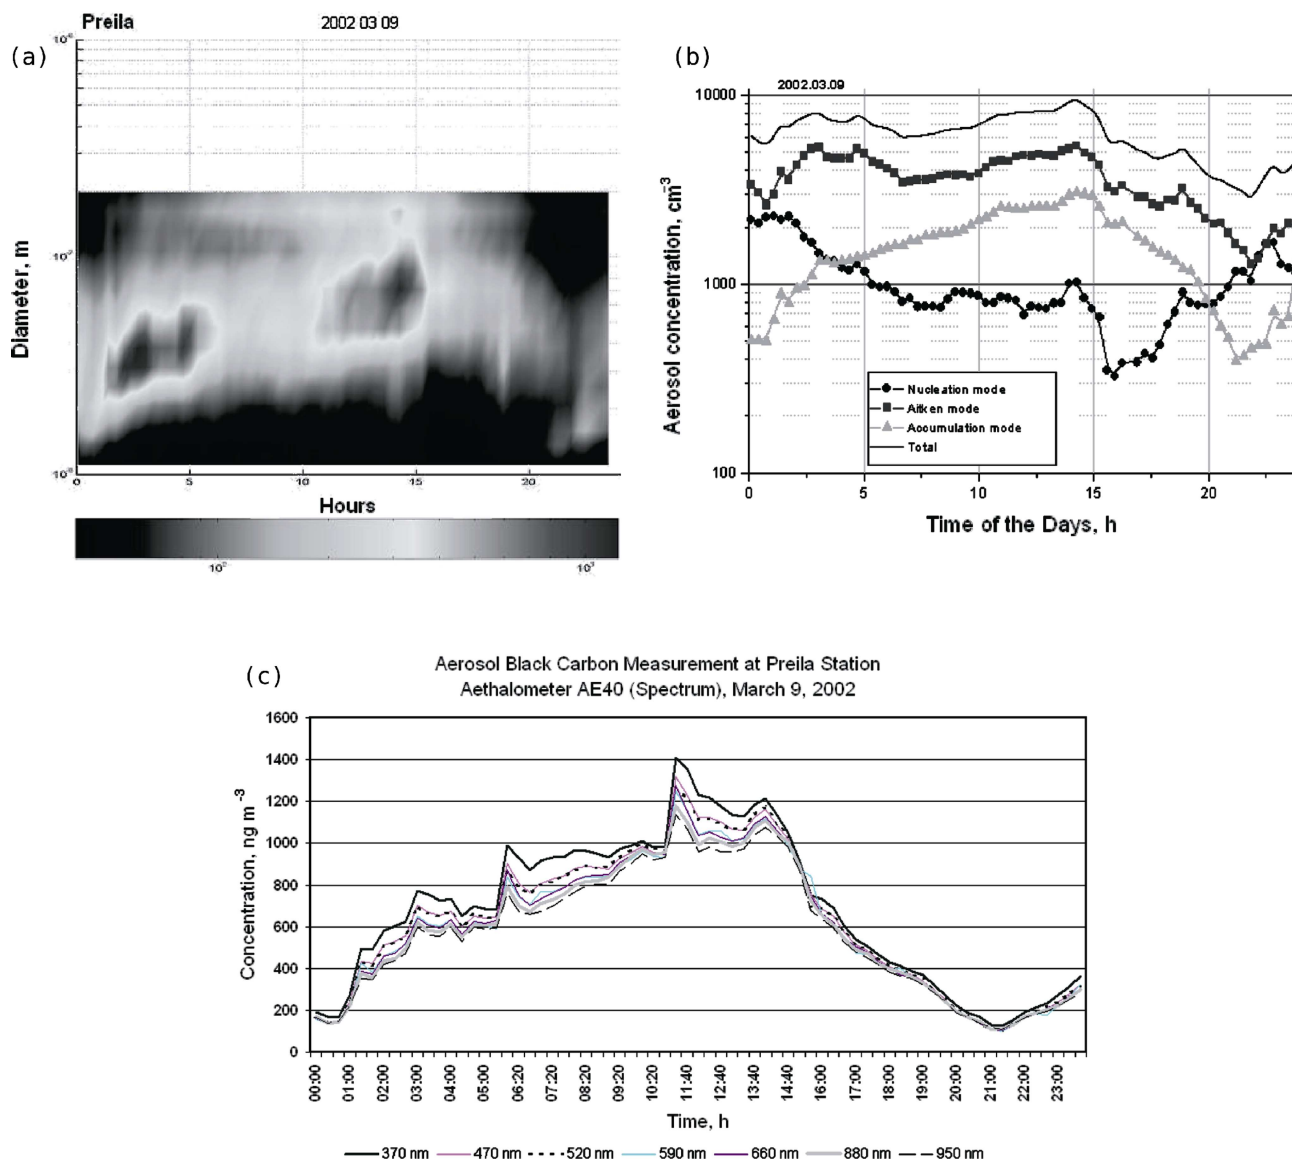 Preila
2002 03 09
(a)
Diameter, m
0 5 10 15 20
Hours
(b)
2002.03.09
10000
1000
100
Aerosol concentration, cm-3
Nucleation mode
Aitken mode
Accumulation mode
Total
0 5 10 15 20
Time of the Days, h
(c)
Aerosol Black Carbon Measurement at Preila Station
Aethalometer AE40 (Spectrum), March 9, 2002
1600
1400
1200
1000
800
600
400
200
0
Concentration, ng m-3
00:00 01:00 02:00 03:00 04:00 05:00 06:20 07:20 08:20 09:20 10:20 11:40 12:40 13:40 14:40 16:00 17:00 18:00 19:00 20:00 21:00 22:00 23:00
Time, h
370 nm 470 nm 520 nm 590 nm 660 nm 880 nm 950 nm